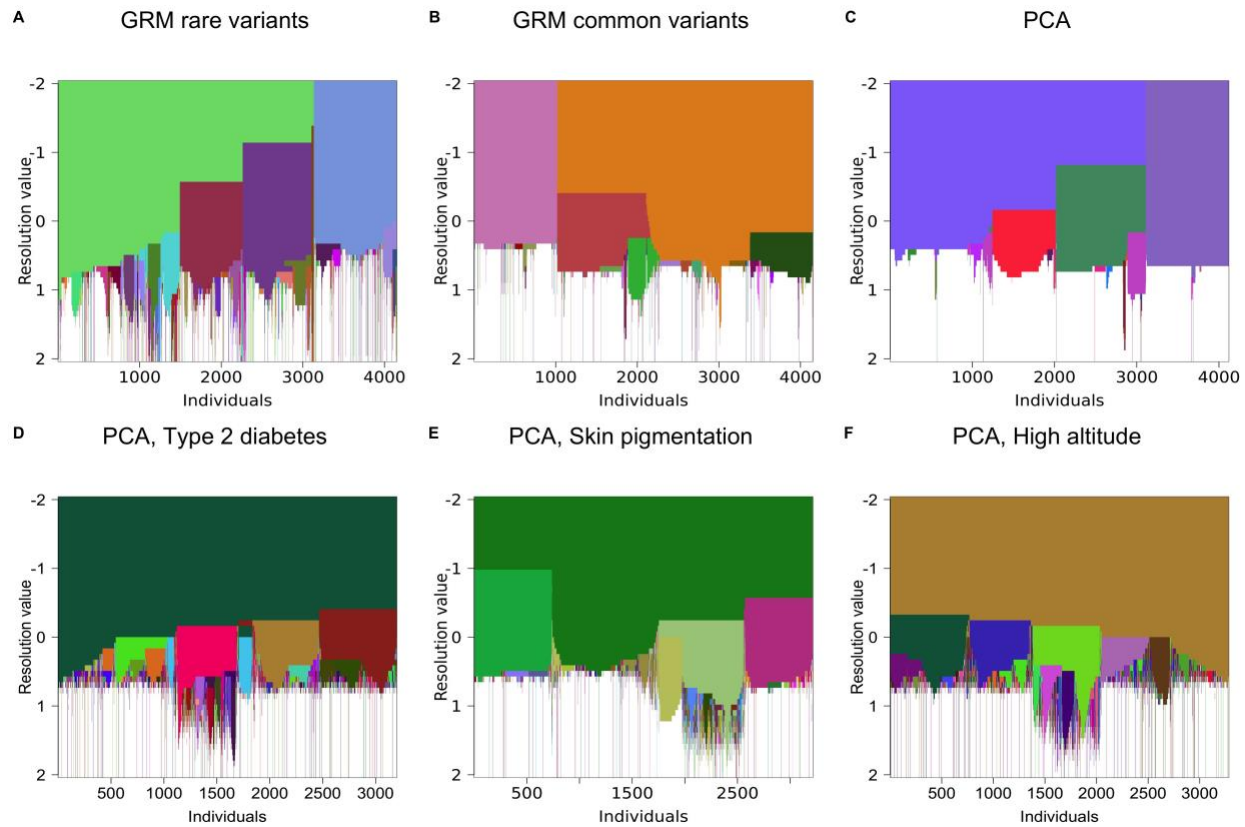 A GRM rare variants
B GRM common variants
C PCA
Resolution value
-2
-1
0
1
2
1000 2000 3000 4000
Individuals
Resolution value
-2
-1
0
1
2
1000 2000 3000 4000
Individuals
Resolution value
-2
-1
0
1
2
1000 2000 3000 4000
Individuals
D PCA, Type 2 diabetes
E PCA, Skin pigmentation
F PCA, High altitude
Resolution value
-2
-1
0
1
2
500 1000 1500 2000 2500 3000
Individuals
Resolution value
-2
-1
0
1
2
500 1500 2500
Individuals
Resolution value
-2
-1
0
1
2
500 1000 1500 2000 2500 3000
Individuals